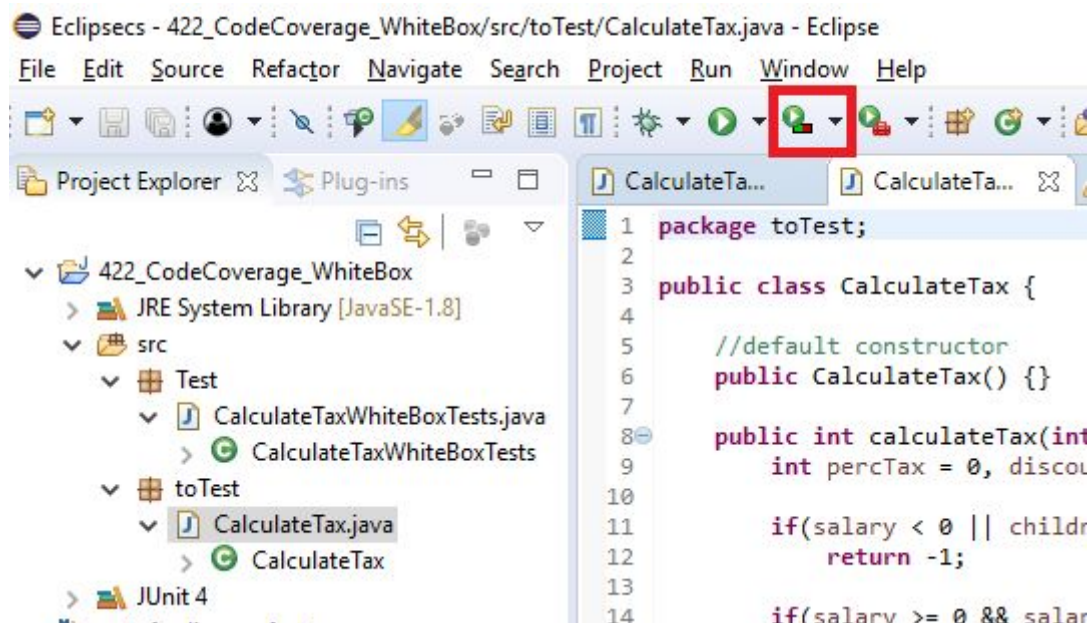 Eclipsecs - 422_CodeCoverage_WhiteBox/src/toTest/CalculateTax.java - Eclipse
File Edit Source Refactor Navigate Search Project Run Window Help
Project Explorer Plug-ins
422_CodeCoverage_WhiteBox
JRE System Library [JavaSE-1.8]
src
Test
CalculateTaxWhiteBoxTests.java
CalculateTaxWhiteBoxTests
toTest
CalculateTax.java
CalculateTax
JUnit 4
CalculateTa... CalculateTa...
1 package toTest;
2
3 public class CalculateTax {
4
5 //default constructor
6 public CalculateTax() {}
7
8 public int calculateTax(int
9 int percTax = 0, discou
10
11 if(salary < 0 || childr
12 return -1;
13
14 if(salary >= 0 && salar